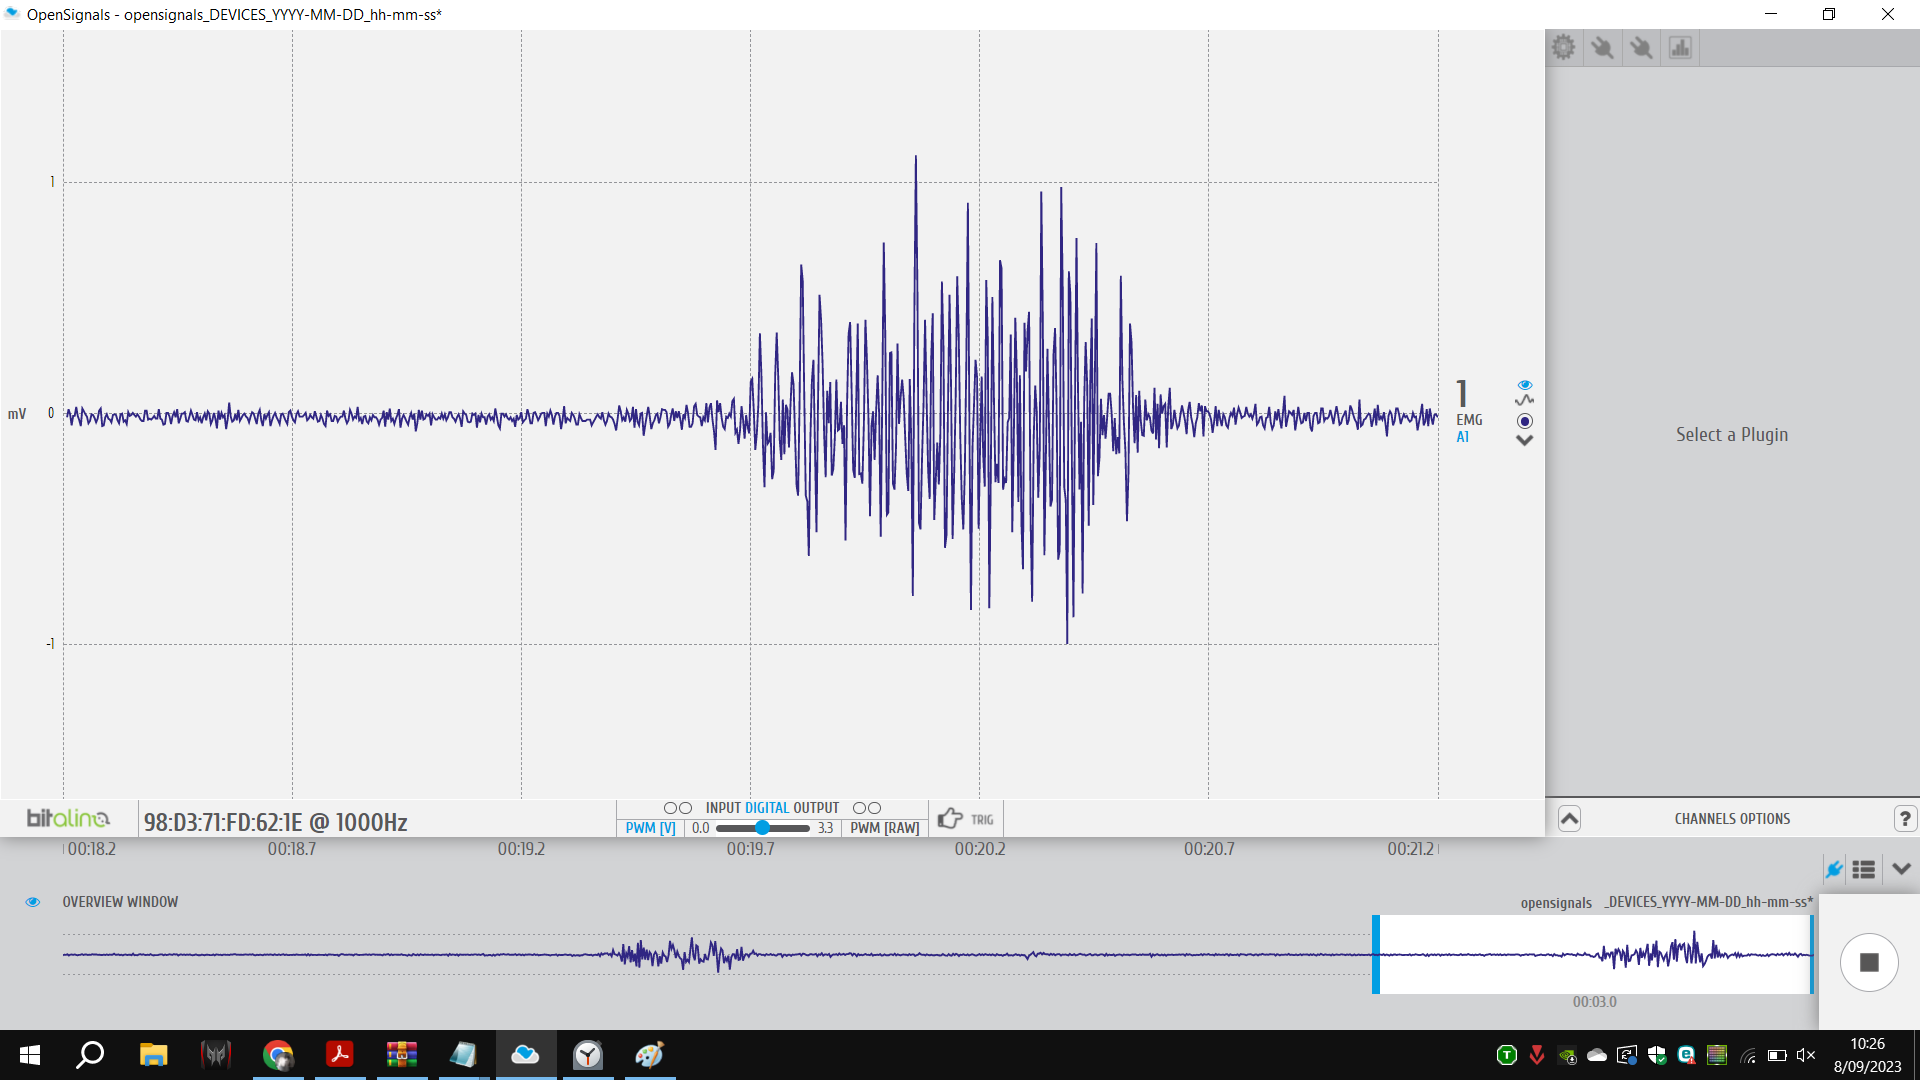 OpenSignals - opensignals_DEVICES_YYYY-MM-DD_hh-mm-ss*
1
mV 0
-1
1
EMG
A1
Select a Plugin
bitalino
98:D3:71:FD:62:1E @ 1000Hz
INPUT DIGITAL OUTPUT
PWM [V] 0.0 3.3 PWM [RAW]
TRIG
CHANNELS OPTIONS
?
00:18.2 00:18.7 00:19.2 00:19.7 00:20.2 00:20.7 00:21.2
OVERVIEW WINDOW
opensignals _DEVICES_YYYY-MM-DD_hh-mm-ss*
00:03.0
10:26
8/09/2023